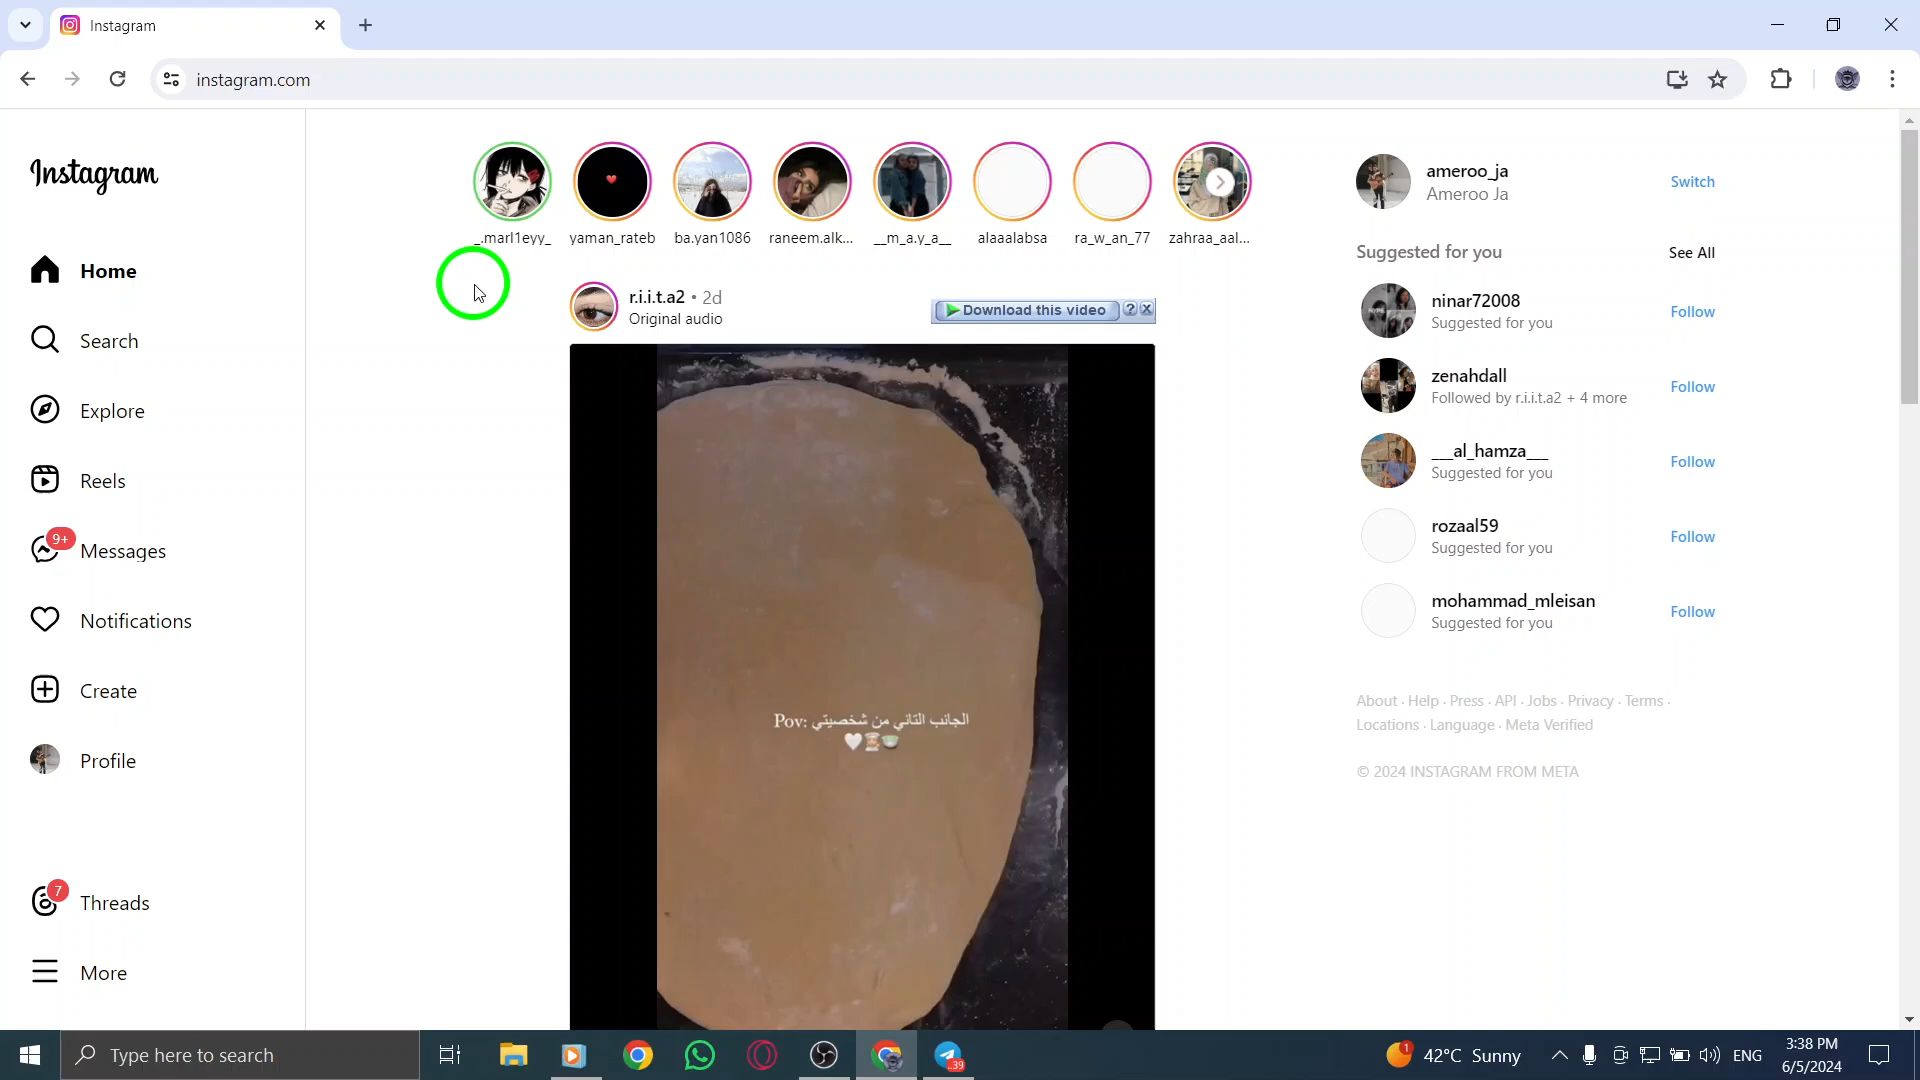 Instagram
instagram.com
Instagram
Home
Search
Explore
Reels
9+
Messages
Notifications
Create
Profile
7
Threads
More
_.marl1eyy_
yaman_rateb
ba.yan1086
raneem.alk...
__m_a.y_a__
alaaalabsa
ra_w_an_77
zahraa_aal...
r.i.i.t.a2 • 2d
Original audio
Download this video ? X
Pov: الجانب التاني من شخصيتي
ameroo_ja
Ameroo Ja
Switch
Suggested for you
See All
ninar72008
Suggested for you
Follow
zenahdall
Followed by r.i.i.t.a2 + 4 more
Follow
___al_hamza___
Suggested for you
Follow
rozaal59
Suggested for you
Follow
mohammad_mleisan
Suggested for you
Follow
About · Help · Press · API · Jobs · Privacy · Terms ·
Locations · Language · Meta Verified
© 2024 INSTAGRAM FROM META
Type here to search
39
1
42°C Sunny
ENG
3:38 PM
6/5/2024